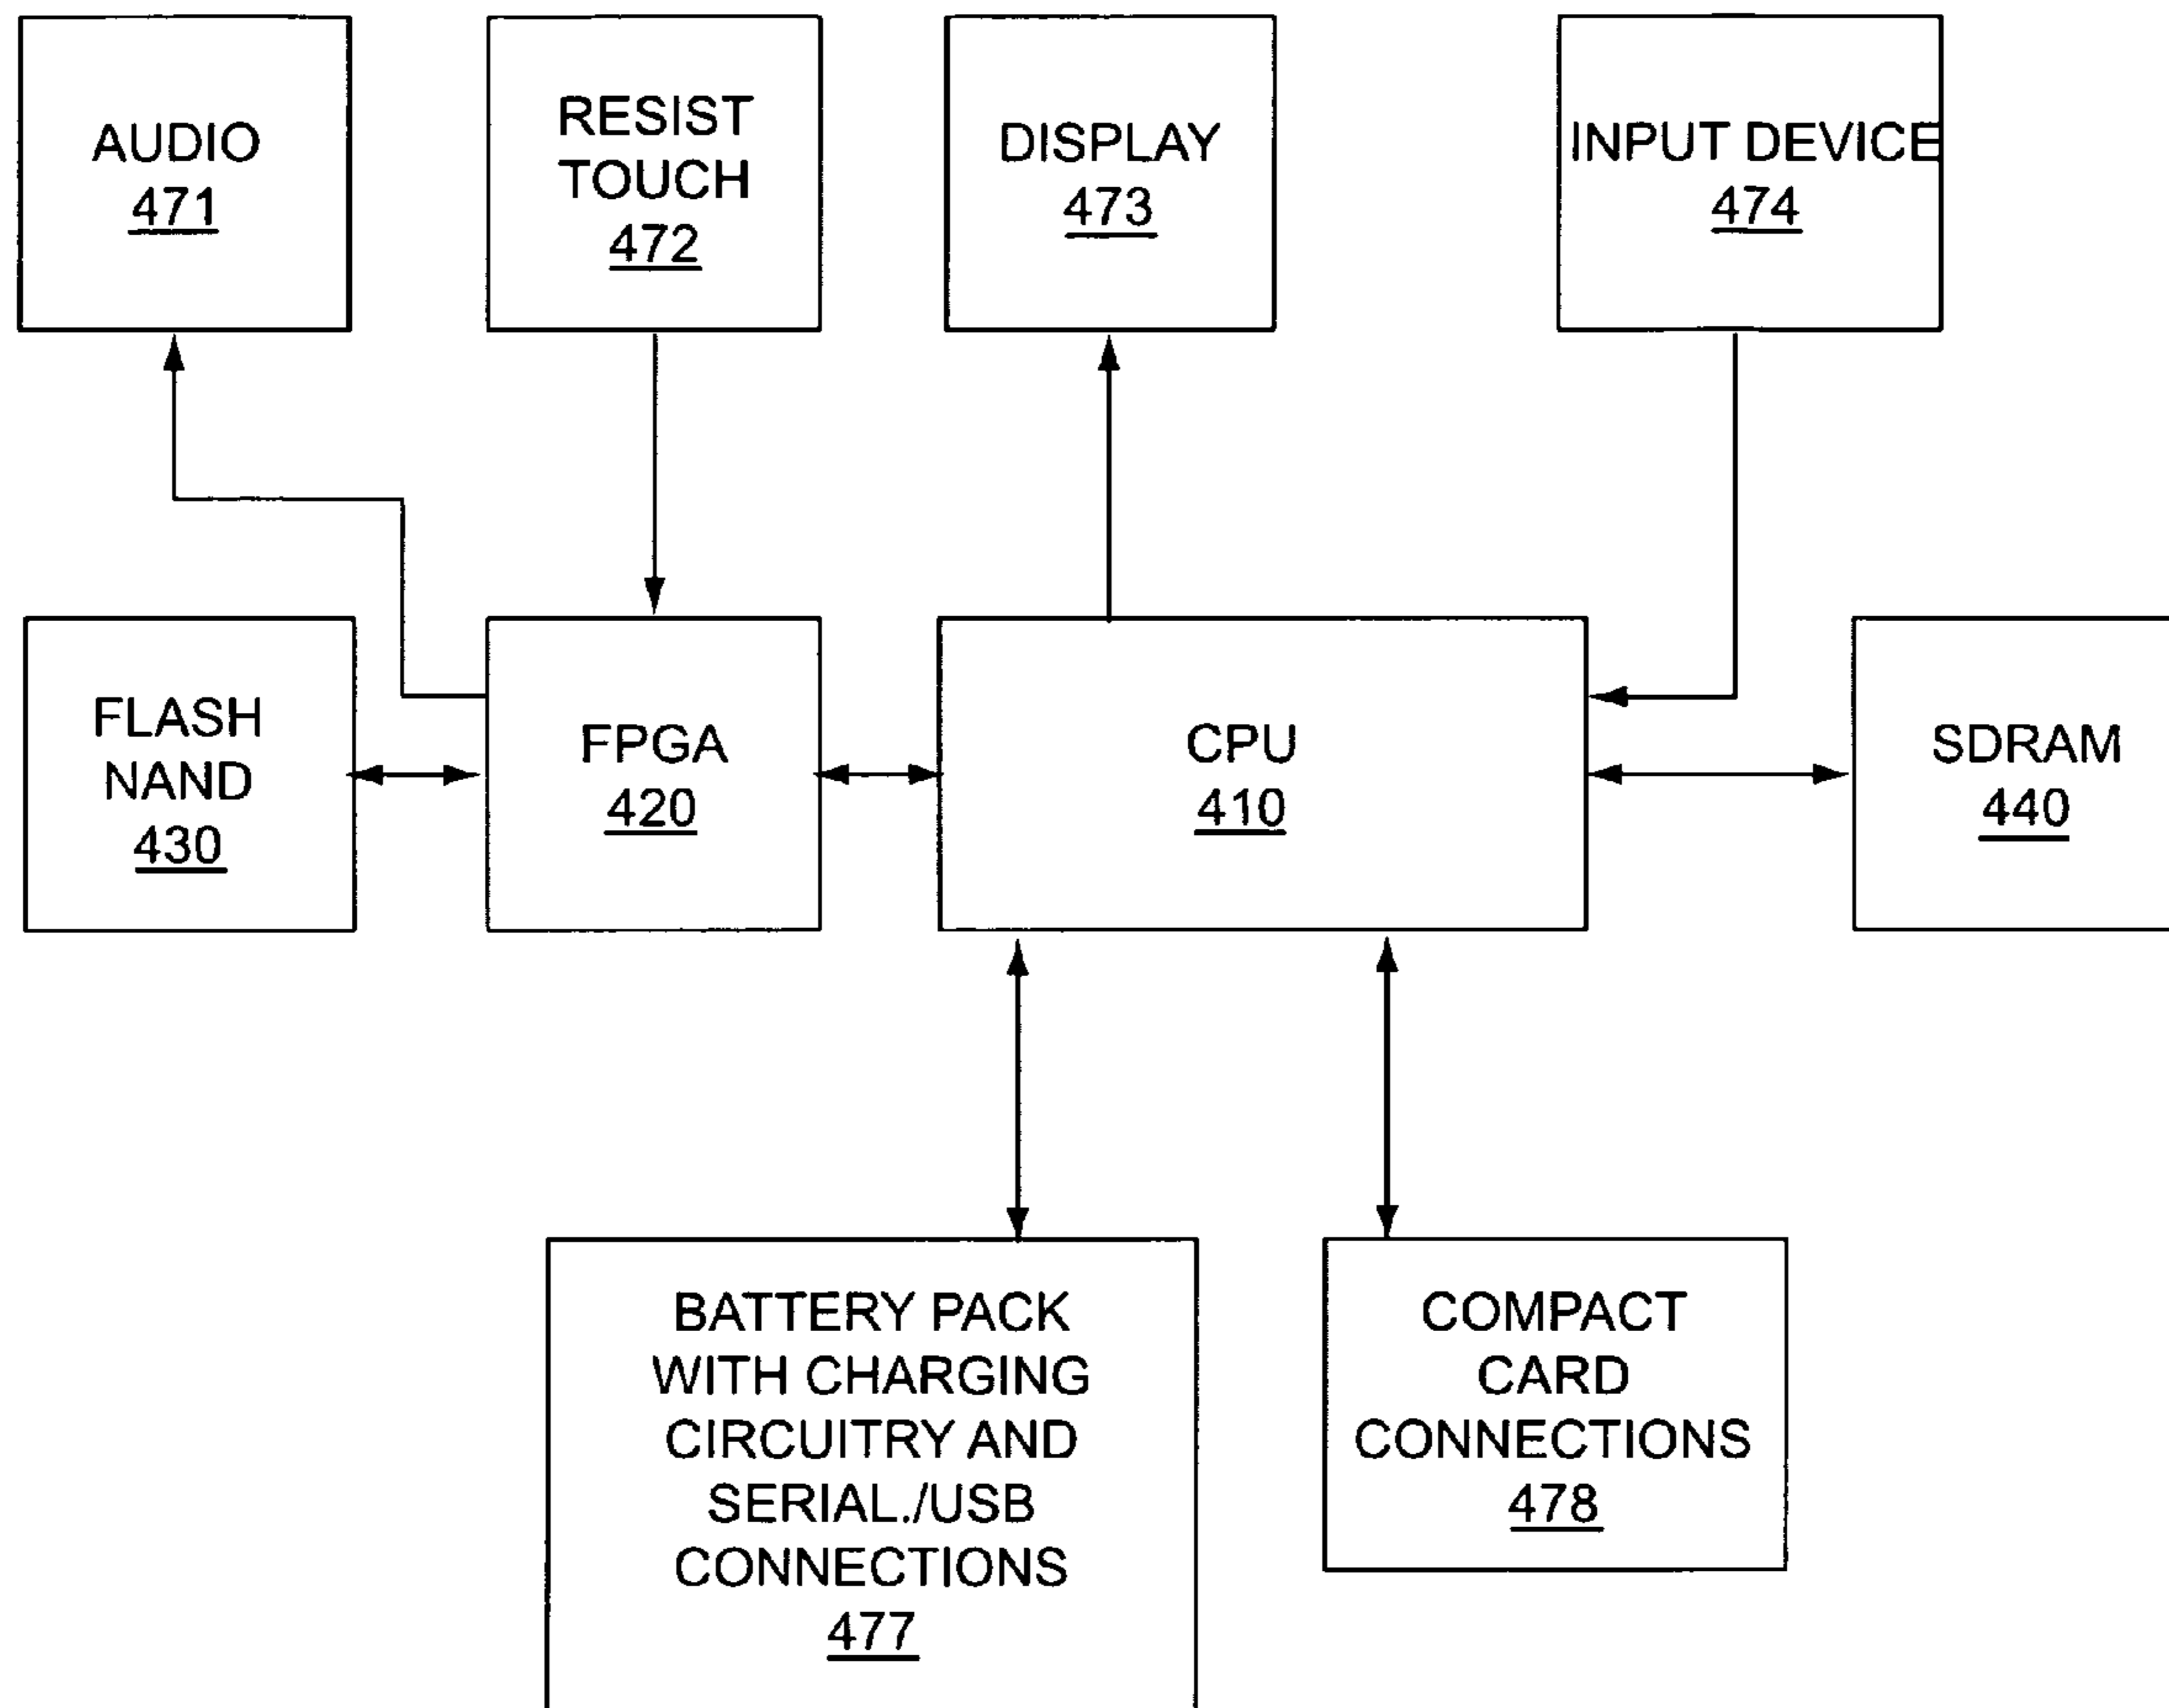 AUDIO
471
RESIST
TOUCH
472
DISPLAY
473
INPUT DEVICE
474
FLASH
NAND
430
FPGA
420
CPU
410
SDRAM
440
BATTERY PACK
WITH CHARGING
CIRCUITRY AND
SERIAL./USB
CONNECTIONS
477
COMPACT
CARD
CONNECTIONS
478